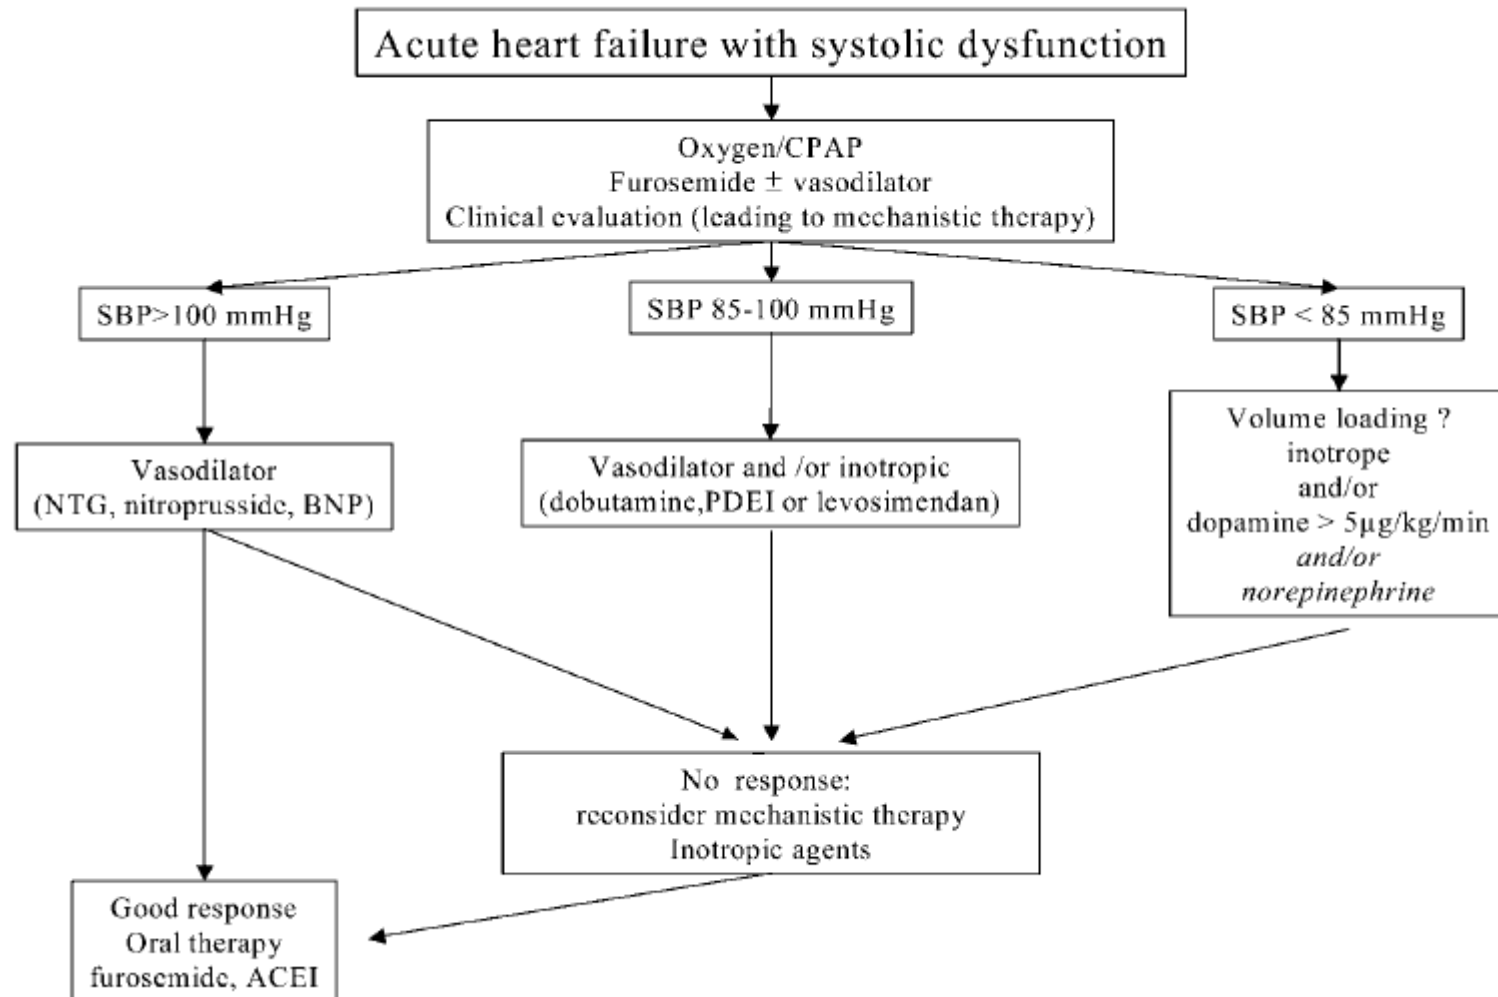 Acute heart failure with systolic dysfunction
Oxygen/CPAP
Furosemide ± vasodilator
Clinical evaluation (leading to mechanistic therapy)
SBP>100 mmHg
SBP 85-100 mmHg
SBP < 85 mmHg
Vasodilator
(NTG, nitroprusside, BNP)
Vasodilator and /or inotropic
(dobutamine,PDEI or levosimendan)
Volume loading ?
inotrope
and/or
dopamine > 5µg/kg/min
and/or
norepinephrine
No response:
reconsider mechanistic therapy
Inotropic agents
Good response
Oral therapy
furosemide, ACEI